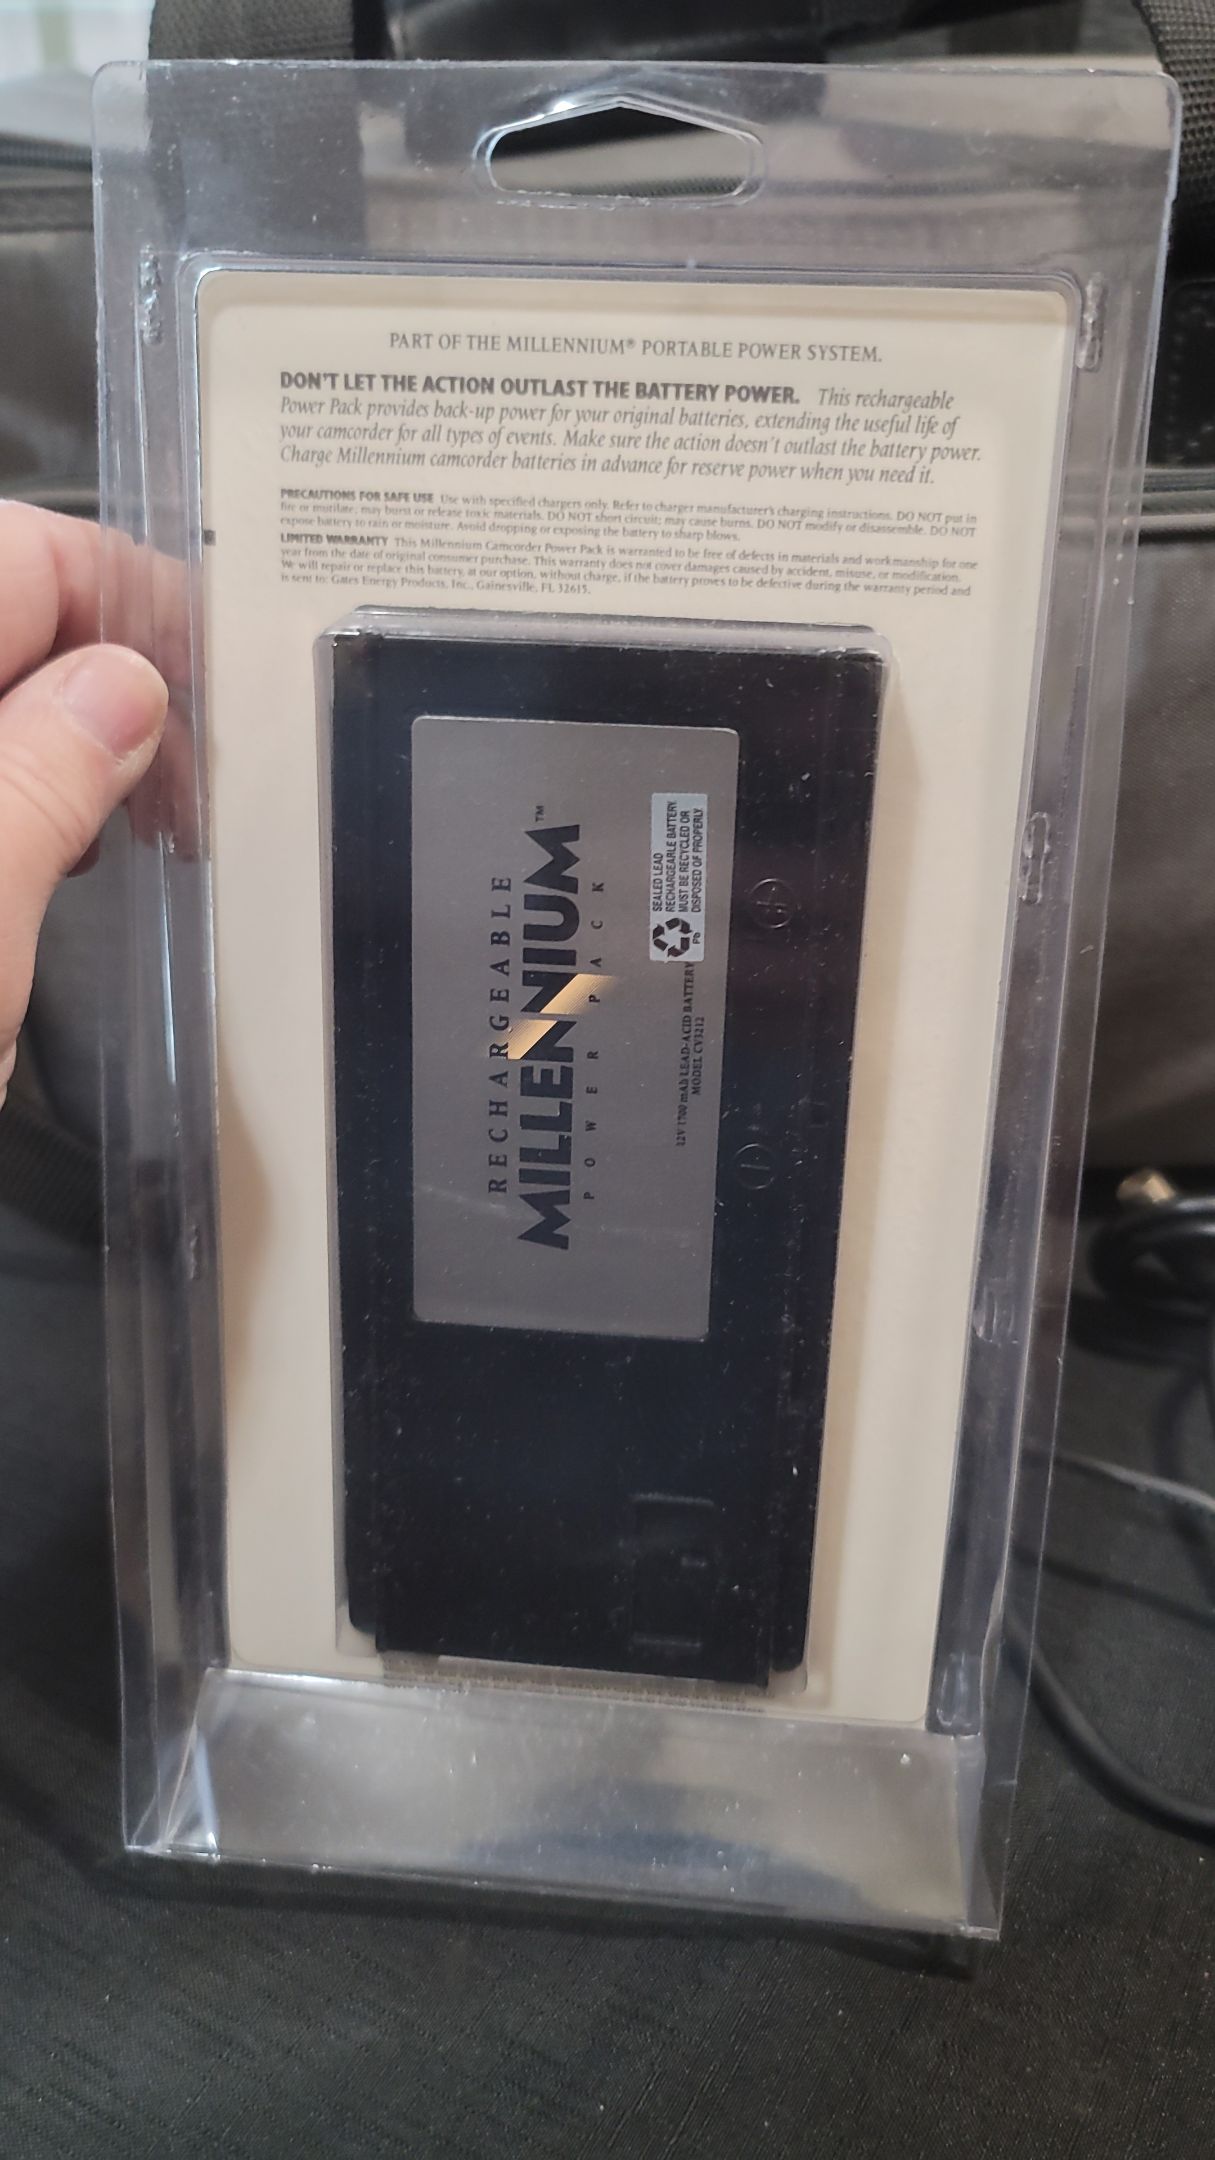 PART OF THE MILLENNIUM® PORTABLE POWER SYSTEM.
DON'T LET THE ACTION OUTLAST THE BATTERY POWER. This rechargeable
Power Pack provides back-up power for your original batteries, extending the useful life of
your camcorder for all types of events. Make sure the action doesn't outlast the battery power.
Charge Millennium camcorder batteries in advance for reserve power when you need it.
PRECAUTIONS FOR SAFE USE Use with specified chargers only. Refer to charger manufacturer's charging instructions. DO NOT put in
fire or mutilate; may burst or release toxic materials. DO NOT short circuit; may cause burns. DO NOT modify or disassemble. DO NOT
expose battery to rain or moisture. Avoid dropping or exposing the battery to sharp blows.
LIMITED WARRANTY This Millennium Camcorder Power Pack is warranted to be free of defects in materials and workmanship for one
year from the date of original consumer purchase. This warranty does not cover damages caused by accident, misuse, or modification.
We will repair or replace this battery, at our option, without charge, if the battery proves to be defective during the warranty period and
is sent to: Gates Energy Products, Inc., Gainesville, FL 32615.
RECHARGEABLE
MILLENNIUM™
POWER PACK
SEALED LEAD
RECHARGEABLE BATTERY.
MUST BE RECYCLED OR
DISPOSED OF PROPERLY.
Pb
12V 1700 mAh LEAD-ACID BATTERY
MODEL CV3212
+
-